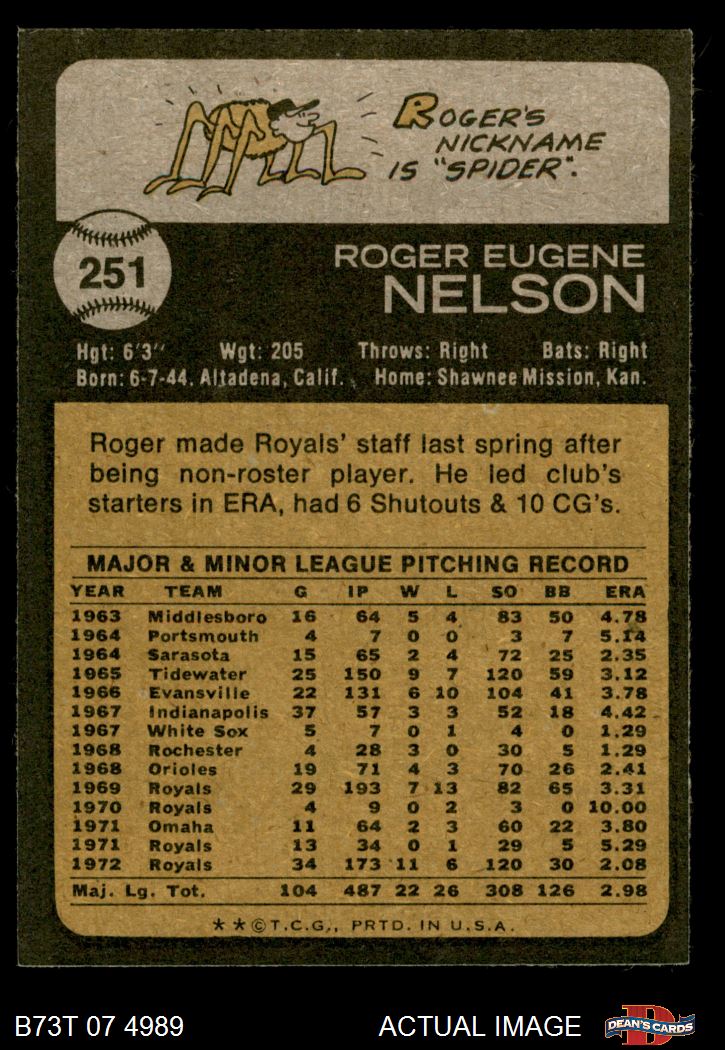 ROGER'S
NICKNAME
IS "SPIDER".
251
ROGER EUGENE
NELSON
Hgt: 6'3" Wgt: 205 Throws: Right Bats: Right
Born: 6-7-44, Altadena, Calif. Home: Shawnee Mission, Kan.
Roger made Royals' staff last spring after
being non-roster player. He led club's
starters in ERA, had 6 Shutouts & 10 CG's.
MAJOR & MINOR LEAGUE PITCHING RECORD
YEAR TEAM G IP W L SO BB ERA
1963 Middlesboro 16 64 5 4 83 50 4.78
1964 Portsmouth 4 7 0 0 3 7 5.14
1964 Sarasota 15 65 2 4 72 25 2.35
1965 Tidewater 25 150 9 7 120 59 3.12
1966 Evansville 22 131 6 10 104 41 3.78
1967 Indianapolis 37 57 3 3 52 18 4.42
1967 White Sox 5 7 0 1 4 0 1.29
1968 Rochester 4 28 3 0 30 5 1.29
1968 Orioles 19 71 4 3 70 26 2.41
1969 Royals 29 193 7 13 82 65 3.31
1970 Royals 4 9 0 2 3 0 10.00
1971 Omaha 11 64 2 3 60 22 3.80
1971 Royals 13 34 0 1 29 5 5.29
1972 Royals 34 173 11 6 120 30 2.08
Maj. Lg. Tot. 104 487 22 26 308 126 2.98
★★©T.C.G., PRTD. IN U.S.A.
B73T 07 4989 ACTUAL IMAGE DEAN'S CARDS